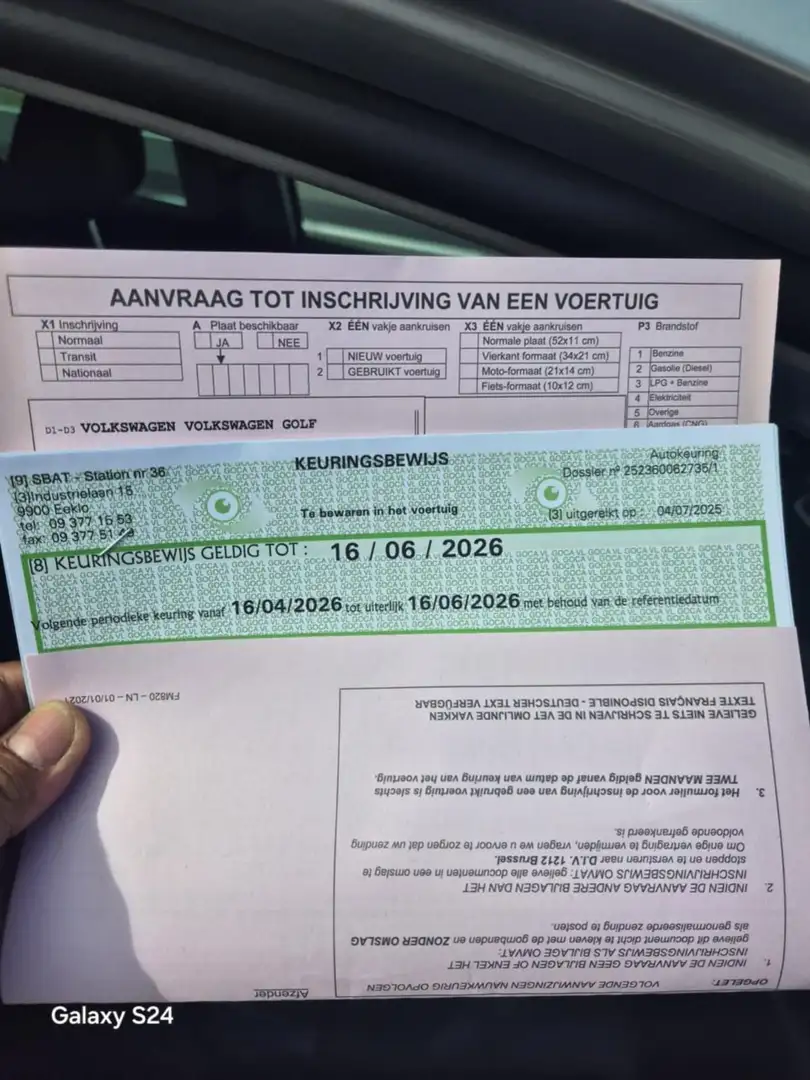 AANVRAAG TOT INSCHRIJVING VAN EEN VOERTUIG
X1 Inschrijving
Normaal
Transit
Nationaal
A Plaat beschikbaar
JA NEE
X2 ÉÉN vakje aankruisen
1 NIEUW voertuig
2 GEBRUIKT voertuig
X3 ÉÉN vakje aankruisen
Normale plaat (52x11 cm)
Vierkant formaat (34x21 cm)
Moto-formaat (21x14 cm)
Fiets-formaat (10x12 cm)
P3 Brandstof
1 Benzine
2 Gasolie (Diesel)
3 LPG + Benzine
4 Elektriciteit
5 Overige
6 Aardgas (CNG)
D1-D3 VOLKSWAGEN VOLKSWAGEN GOLF
[9] SBAT - Station nr 36
[3]Industrielaan 15
9900 Eeklo
tel: 09 377 15 53
fax: 09 377 51
KEURINGSBEWIJS
Te bewaren in het voertuig
Autokeuring
Dossier n° 252360062735/1
[3] uitgereikt op : 04/07/2025
[8] KEURINGSBEWIJS GELDIG TOT : 16 / 06 / 2026
Volgende periodieke keuring vanaf 16/04/2026 tot uiterlijk 16/06/2026 met behoud van de referentiedatum
FM820 - LN - 01/01/2021
Afzender
OPGELET: VOLGENDE AANWIJZINGEN NAUWKEURIG OPVOLGEN
1. INDIEN DE AANVRAAG GEEN BIJLAGEN OF ENKEL HET
INSCHRIJVINGSBEWIJS ALS BIJLAGE OMVAT:
gelieve dit document dicht te kleven met de gombanden en ZONDER OMSLAG
als genormaliseerde zending te posten.
2. INDIEN DE AANVRAAG ANDERE BIJLAGEN DAN HET
INSCHRIJVINGSBEWIJS OMVAT: gelieve alle documenten in een omslag te
stoppen en te versturen naar D.I.V. 1212 Brussel.
Om enige vertraging te vermijden, vragen we u ervoor te zorgen dat uw zending
voldoende gefrankeerd is.
3. Het formulier voor de inschrijving van een gebruikt voertuig is slechts
TWEE MAANDEN geldig vanaf de datum van keuring van het voertuig.
GELIEVE NIETS TE SCHRIJVEN IN DE VET OMLIJNDE VAKKEN
TEXTE FRANÇAIS DISPONIBLE - DEUTSCHER TEXT VERFÜGBAR
Galaxy S24